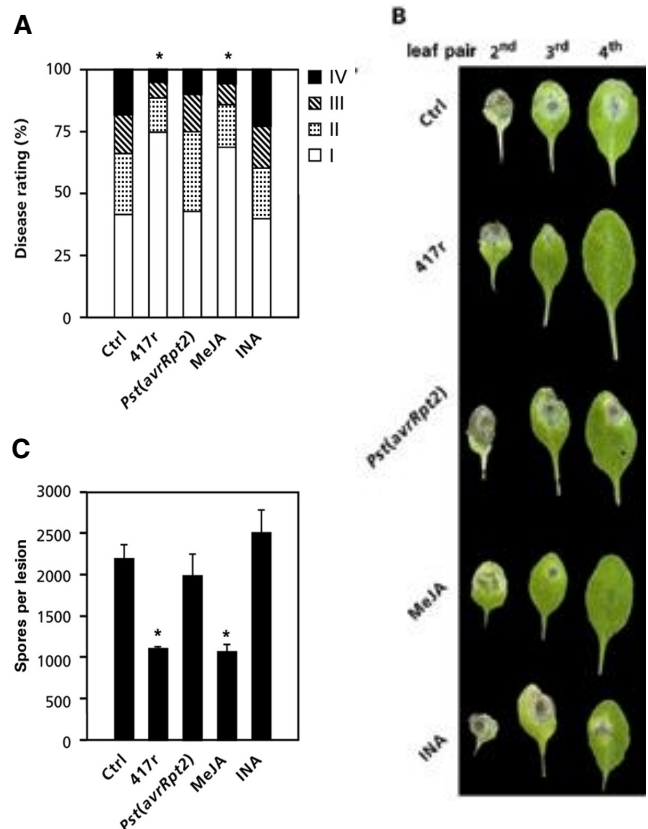 A
* *
100
75
50
25
0
Disease rating (%)
IV
III
II
I
Ctrl
417r
Pst(avrRpt2)
MeJA
INA
B
leaf pair 2nd 3rd 4th
Ctrl
417r
Pst(avrRpt2)
MeJA
INA
C
3000
2500
2000
1500
1000
500
0
Spores per lesion
* *
Ctrl
417r
Pst(avrRpt2)
MeJA
INA